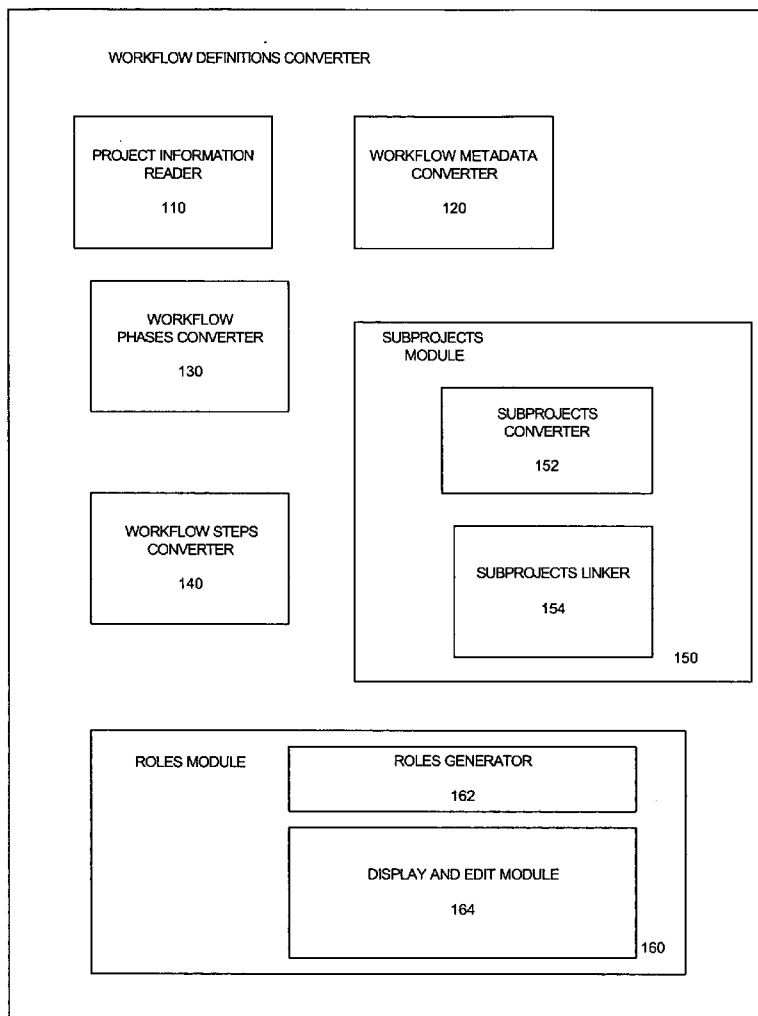 WORKFLOW DEFINITIONS CONVERTER
PROJECT INFORMATION
READER
110
WORKFLOW METADATA
CONVERTER
120
WORKFLOW
PHASES CONVERTER
130
SUBPROJECTS
MODULE
SUBPROJECTS
CONVERTER
152
WORKFLOW STEPS
CONVERTER
140
SUBPROJECTS LINKER
154
150
ROLES MODULE
ROLES GENERATOR
162
DISPLAY AND EDIT MODULE
164
160